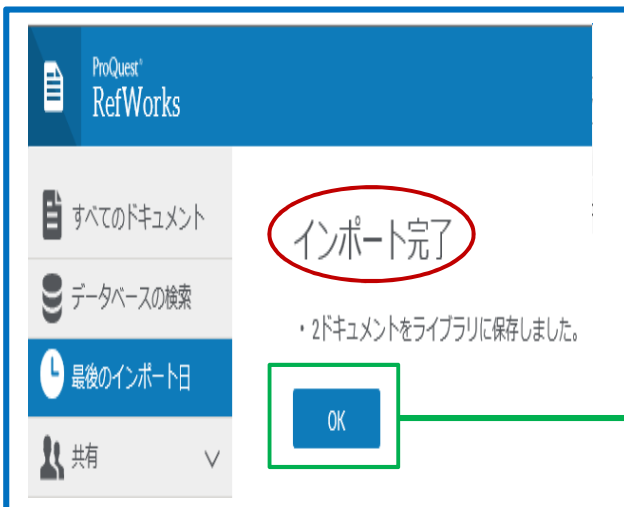 ProQuest°
RefWorks
すべてのドキュメント
データベースの検索
最後のインポート日
共有
インポート完了
・2ドキュメントをライブラリに保存しました。
OK